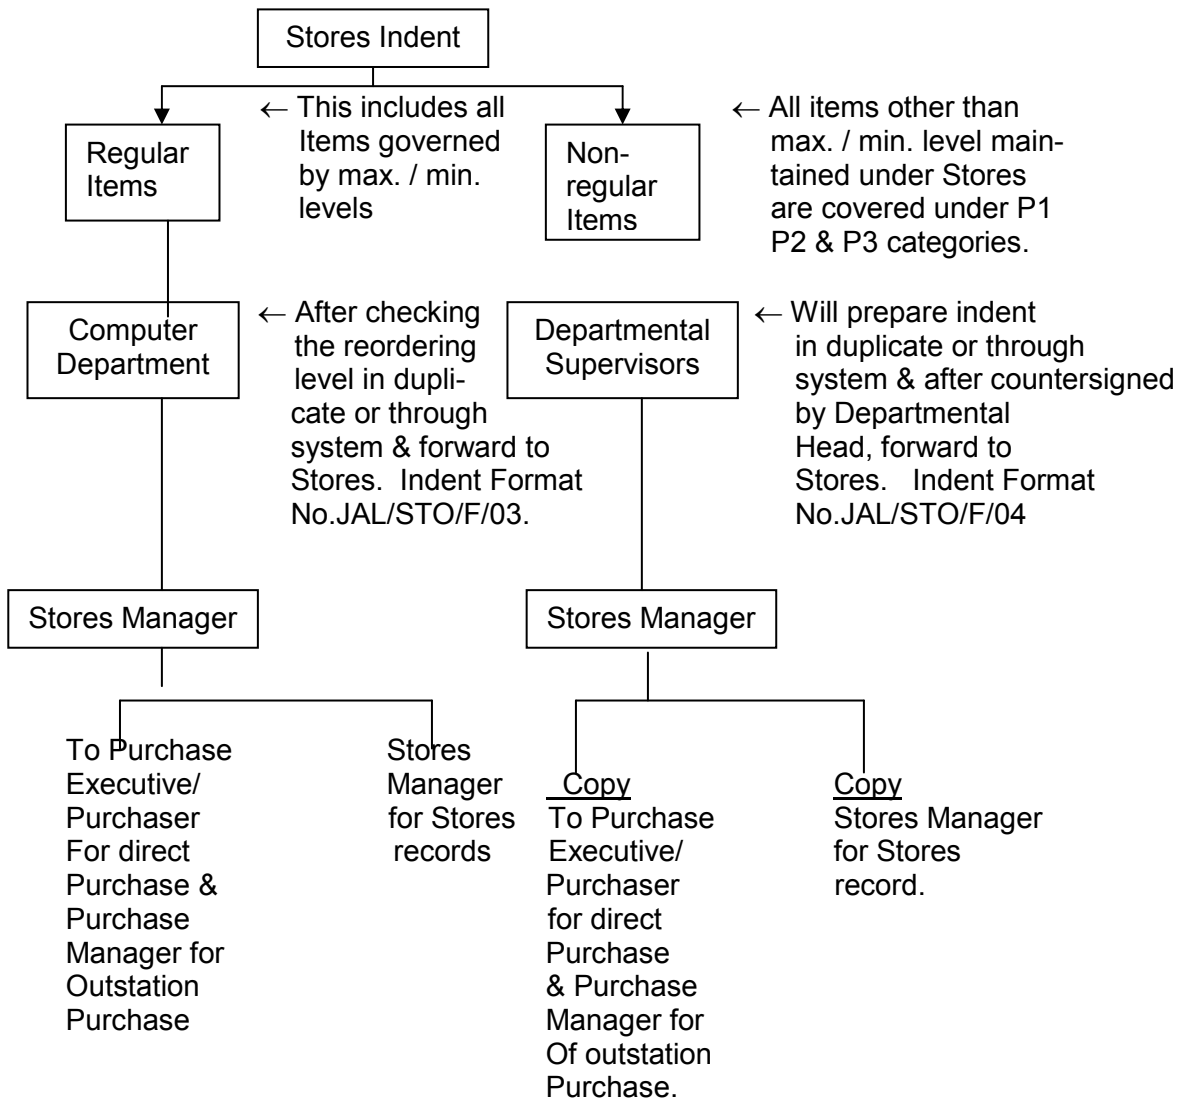 Stores Indent
Regular
Items
← This includes all
Items governed
by max. / min.
levels
Non-
regular
Items
← All items other than
max. / min. level main-
tained under Stores
are covered under P1
P2 & P3 categories.
Computer
Department
← After checking
the reordering
level in dupli-
cate or through
system & forward to
Stores. Indent Format
No.JAL/STO/F/03.
Departmental
Supervisors
← Will prepare indent
in duplicate or through
system & after countersigned
by Departmental
Head, forward to
Stores. Indent Format
No.JAL/STO/F/04
Stores Manager
Stores Manager
To Purchase
Executive/
Purchaser
For direct
Purchase &
Purchase
Manager for
Outstation
Purchase
Stores
Manager
for Stores
records
Copy
To Purchase
Executive/
Purchaser
for direct
Purchase
& Purchase
Manager for
Of outstation
Purchase.
Copy
Stores Manager
for Stores
record.